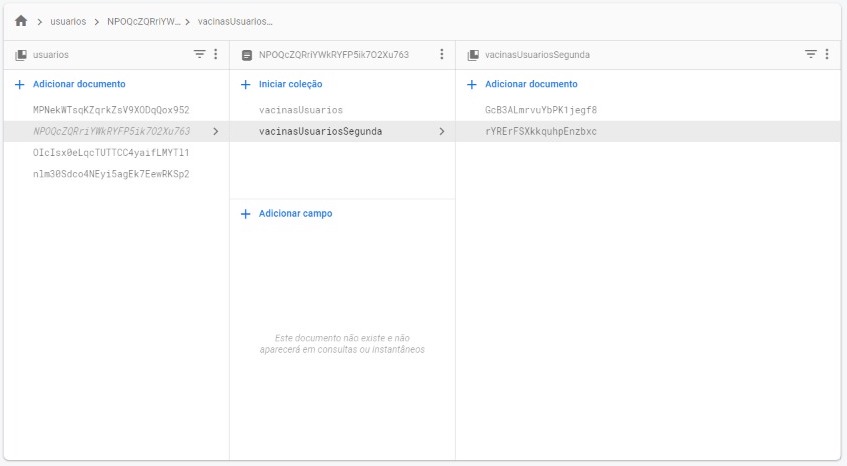 usuarios > NPOQcZQRriYW... > vacinasUsuarios...
usuarios
Adicionar documento
MPNekWTsqKZqrkZsV9XODqQox952
NPOQcZQRriYWkRYFP5ik7O2Xu763
OIcIsx0eLqcTUTTCC4yaifLMYTl1
nlm30Sdco4NEyi5agEk7EewRKSp2
NPOQcZQRriYWkRYFP5ik7O2Xu763
Iniciar coleção
vacinasUsuarios
vacinasUsuariosSegunda
Adicionar campo
Este documento não existe e não
aparecerá em consultas ou instantâneos
vacinasUsuariosSegunda
Adicionar documento
GcB3ALmrvuYbPK1jegf8
rYRErFSXkkquhpEnzbxc